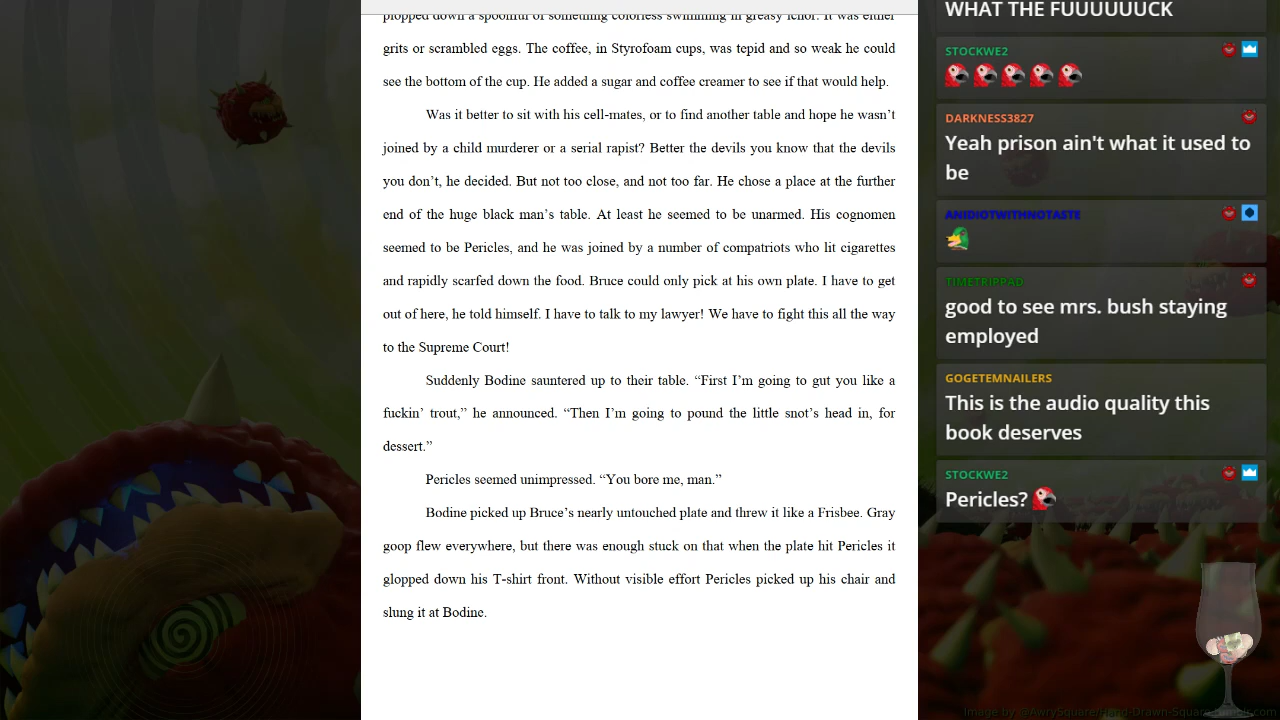 plopped down a spoonful of something colorless swimming in greasy ichor. It was either
grits or scrambled eggs. The coffee, in Styrofoam cups, was tepid and so weak he could
see the bottom of the cup. He added a sugar and coffee creamer to see if that would help.
Was it better to sit with his cell-mates, or to find another table and hope he wasn’t
joined by a child murderer or a serial rapist? Better the devils you know that the devils
you don’t, he decided. But not too close, and not too far. He chose a place at the further
end of the huge black man’s table. At least he seemed to be unarmed. His cognomen
seemed to be Pericles, and he was joined by a number of compatriots who lit cigarettes
and rapidly scarfed down the food. Bruce could only pick at his own plate. I have to get
out of here, he told himself. I have to talk to my lawyer! We have to fight this all the way
to the Supreme Court!
Suddenly Bodine sauntered up to their table. “First I’m going to gut you like a
fuckin’ trout,” he announced. “Then I’m going to pound the little snot’s head in, for
dessert.”
Pericles seemed unimpressed. “You bore me, man.”
Bodine picked up Bruce’s nearly untouched plate and threw it like a Frisbee. Gray
goop flew everywhere, but there was enough stuck on that when the plate hit Pericles it
glopped down his T-shirt front. Without visible effort Pericles picked up his chair and
slung it at Bodine.
WHAT THE FUUUUUUCK
STOCKWE2
DARKNESS3827
Yeah prison ain't what it used to
be
ANIDIOTWITHNOTASTE
TIMETRIPPAD
good to see mrs. bush staying
employed
GOGETEMNAILERS
This is the audio quality this
book deserves
STOCKWE2
Pericles?